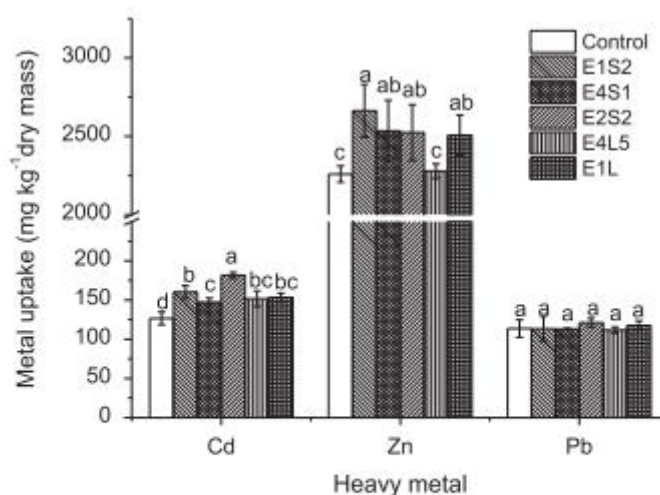 Metal uptake (mg kg⁻¹ dry mass)
3000
2500
2000
200
150
100
50
0
Control
E1S2
E4S1
E2S2
E4L5
E1L
d b c a bc bc
c a ab ab c ab
a a a a a a
Cd Zn Pb
Heavy metal